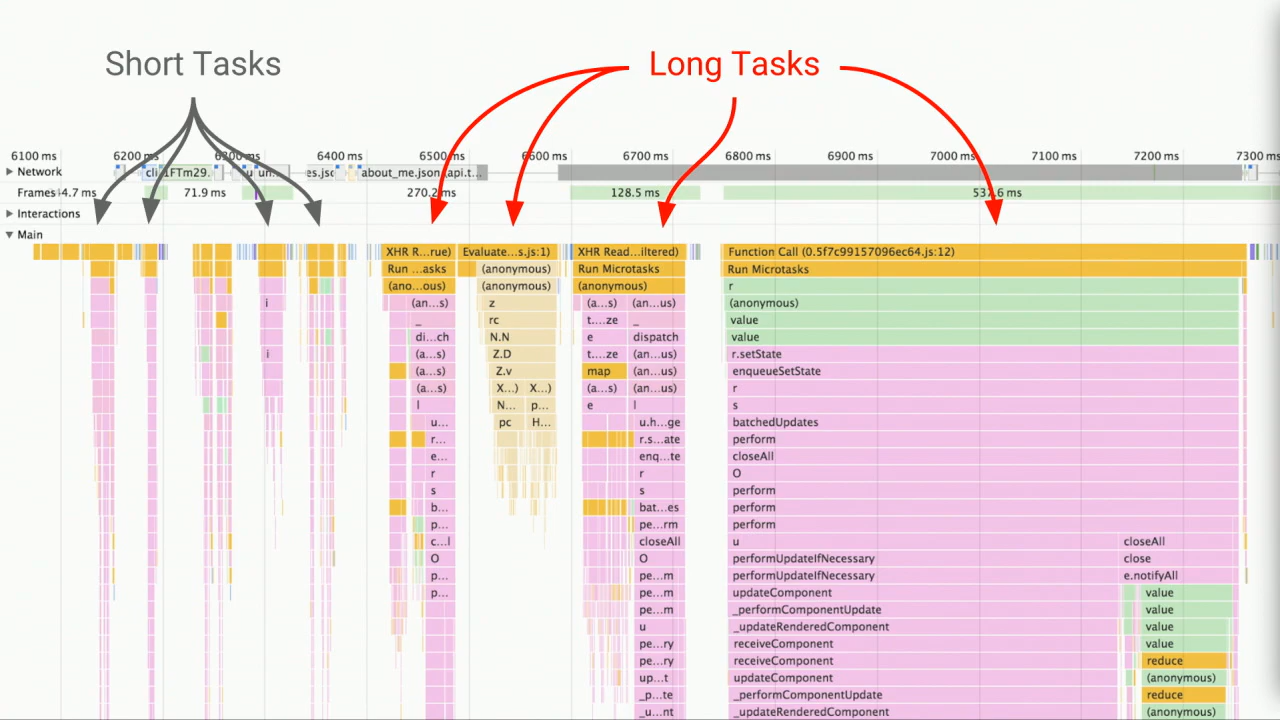 Short Tasks
Long Tasks
6100 ms 6200 ms 6300 ms 6400 ms 6500 ms 6600 ms 6700 ms 6800 ms 6900 ms 7000 ms 7100 ms 7200 ms 7300 ms
Network about_me.json
Frames 71.9 ms 270.2 ms 128.5 ms 537.6 ms
Interactions
Main
XHR R...rue) Evaluate...s.js:1) XHR Read...iltered) Function Call (0.5f7c99157096ec64.js:12)
Run ...asks (anonymous) Run Microtasks Run Microtasks
(ano...ous) (anonymous) (anonymous) r
i (an...s) z (a...s) (an...us) (anonymous)
_ rc t....ze _ value
di...ch N.N e dispatch value
i (a...s) Z.D t....ze (an...us) r.setState
(a...s) Z.v map (an...us) enqueueSetState
(a...s) X...) X...) (a...s) (an...us) r
l N... p... e l s
u... pc H... u.h...ge batchedUpdates
r... r.s...ate perform
e... enq...te closeAll
r r O
s s perform
b... bat...es perform
p... pe...rm perform
c...l closeAll u closeAll
O O performUpdateIfNecessary close
p... pe...m performUpdateIfNecessary e.notifyAll
p... pe...m updateComponent value
pe...m _performComponentUpdate value
u _updateRenderedComponent value
pe...ry receiveComponent value
pe...ry receiveComponent reduce
up...t updateComponent (anonymous)
_p...te _performComponentUpdate reduce
_u...nt _updateRenderedComponent (anonymous)